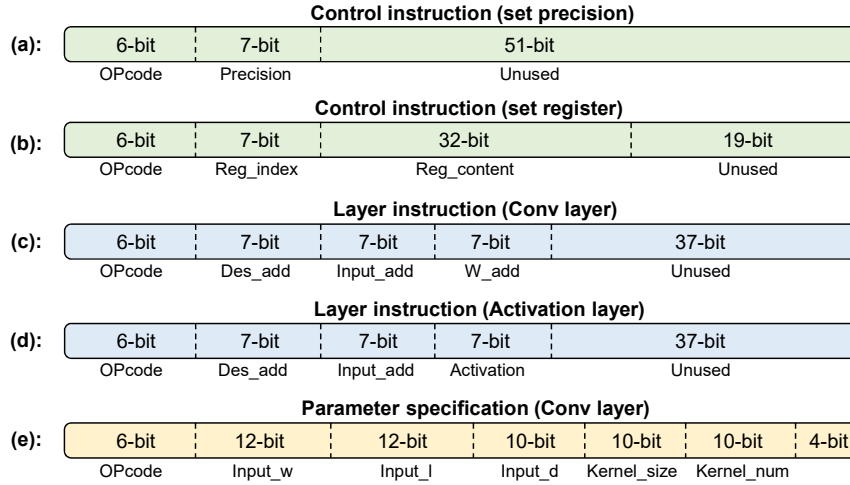 Control instruction (set precision)
(a): 6-bit 7-bit 51-bit
OPcode Precision Unused
Control instruction (set register)
(b): 6-bit 7-bit 32-bit 19-bit
OPcode Reg_index Reg_content Unused
Layer instruction (Conv layer)
(c): 6-bit 7-bit 7-bit 7-bit 37-bit
OPcode Des_add Input_add W_add Unused
Layer instruction (Activation layer)
(d): 6-bit 7-bit 7-bit 7-bit 37-bit
OPcode Des_add Input_add Activation Unused
Parameter specification (Conv layer)
(e): 6-bit 12-bit 12-bit 10-bit 10-bit 10-bit 4-bit
OPcode Input_w Input_l Input_d Kernel_size Kernel_num